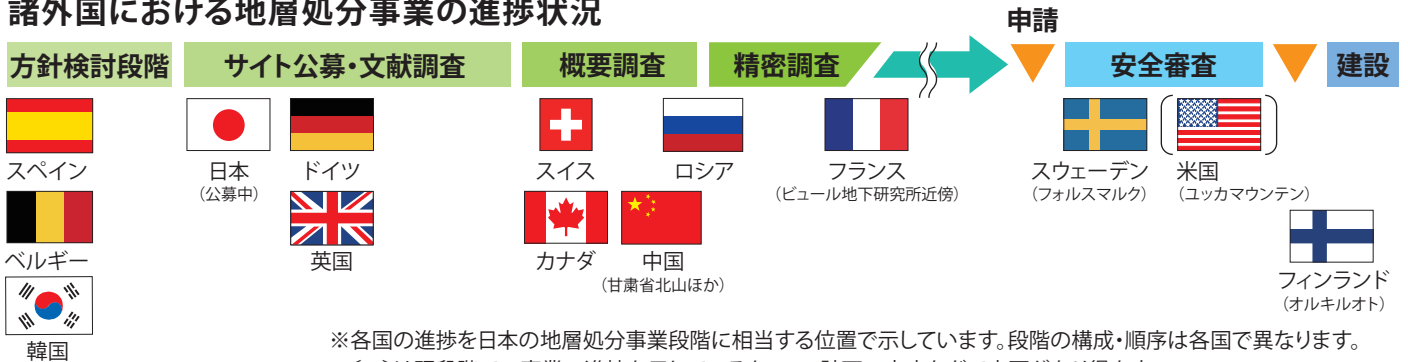 諸外国における地層処分事業の進捗状況
申請
方針検討段階 サイト公募・文献調査 概要調査 精密調査 安全審査 建設
スペイン 日本 ドイツ スイス ロシア フランス スウェーデン 米国
（公募中） （ビュール地下研究所近傍） （フォルスマルク） （ユッカマウンテン）
ベルギー 英国 カナダ 中国 フィンランド
（甘粛省北山ほか） （オルキルオト）
韓国
※各国の進捗を日本の地層処分事業段階に相当する位置で示しています。段階の構成・順序は各国で異なります。